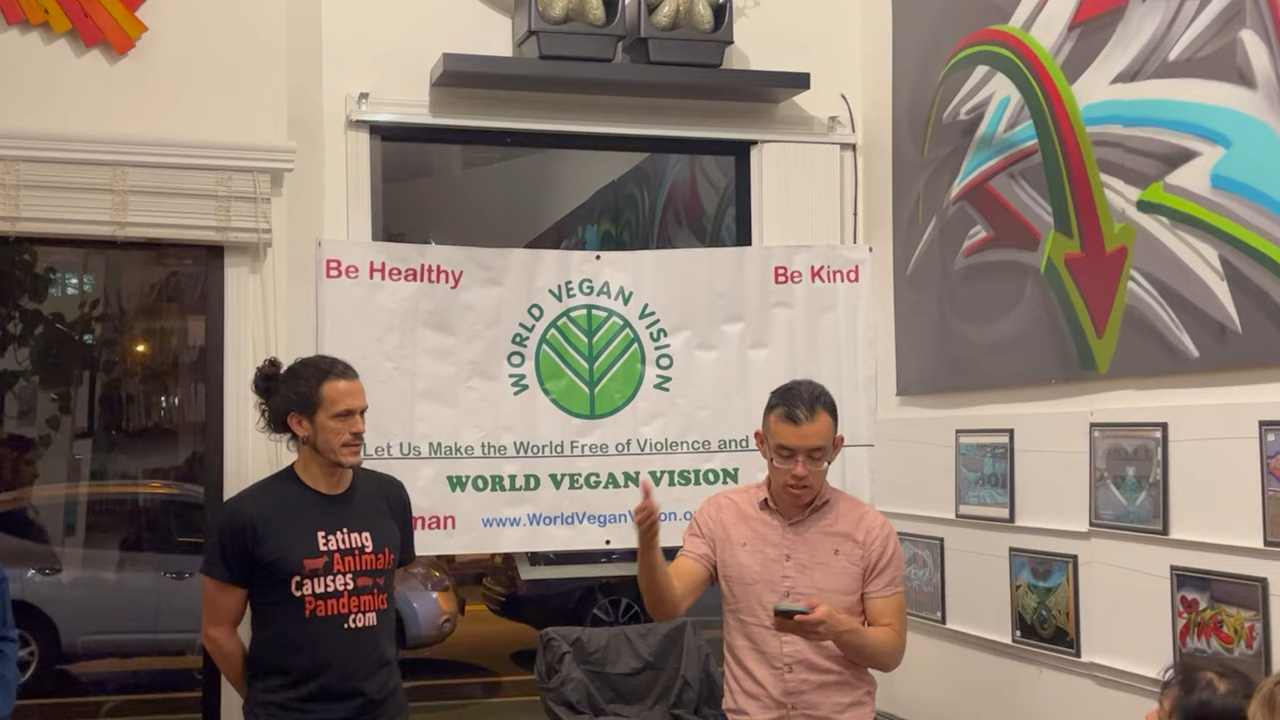 Be Healthy
Be Kind
WORLD VEGAN VISION
Let Us Make the World Free of Violence and
WORLD VEGAN VISION
www.WorldVeganVision.o
Eating
Animals
Causes
Pandemics
.com